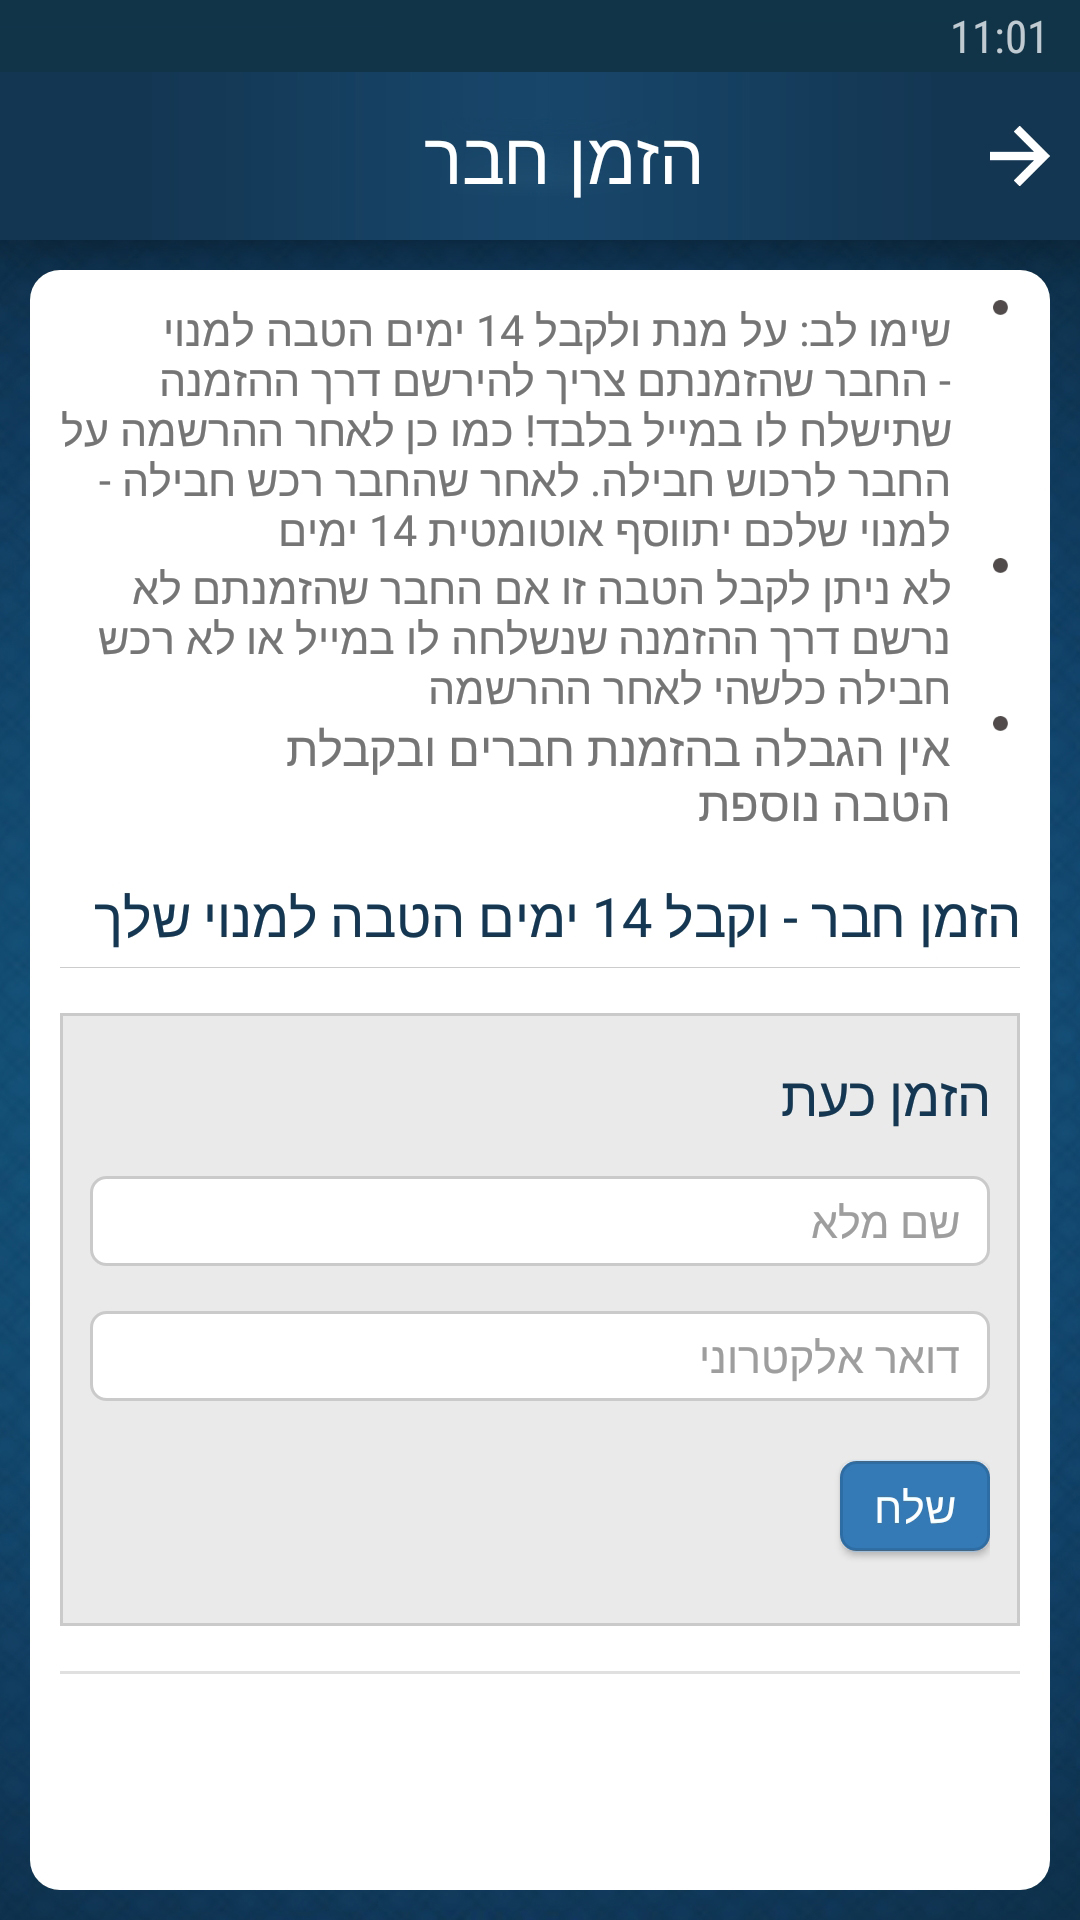 11:01
הזמן חבר
שימו לב: על מנת ולקבל 14 ימים הטבה למנוי
- החבר שהזמנתם צריך להירשם דרך ההזמנה
שתישלח לו במייל בלבד! כמו כן לאחר ההרשמה על
החבר לרכוש חבילה. לאחר שהחבר רכש חבילה -
למנוי שלכם יתווסף אוטומטית 14 ימים
לא ניתן לקבל הטבה זו אם החבר שהזמנתם לא
נרשם דרך ההזמנה שנשלחה לו במייל או לא רכש
חבילה כלשהי לאחר ההרשמה
אין הגבלה בהזמנת חברים ובקבלת
הטבה נוספת
הזמן חבר - וקבל 14 ימים הטבה למנוי שלך
הזמן כעת
שם מלא
דואר אלקטרוני
שלח